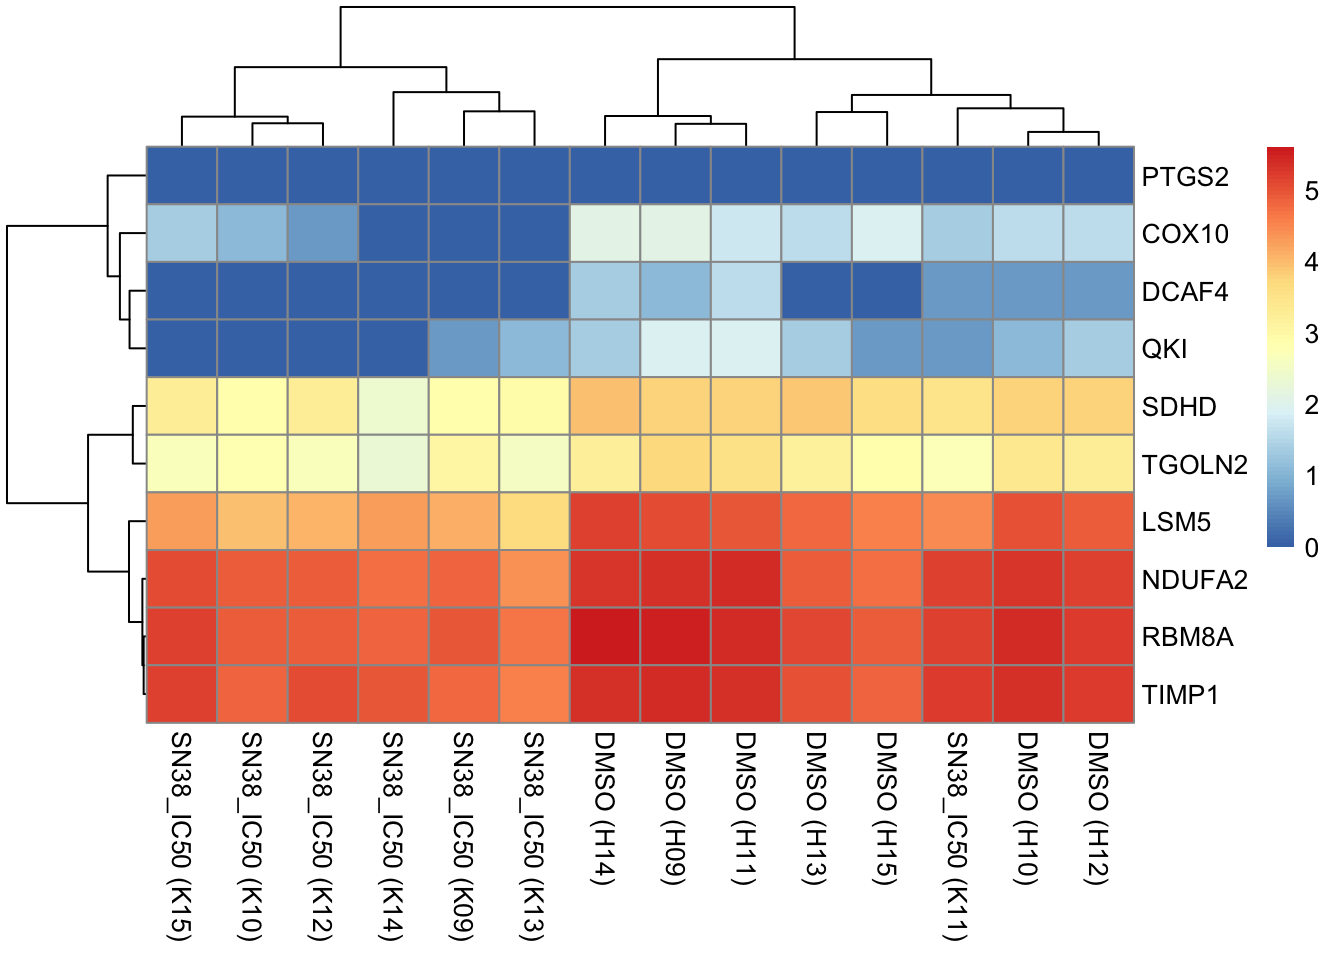 PTGS2
COX10
DCAF4
QKI
SDHD
TGOLN2
LSM5
NDUFA2
RBM8A
TIMP1
5
4
3
2
1
0
SN38_IC50 (K15)
SN38_IC50 (K10)
SN38_IC50 (K12)
SN38_IC50 (K14)
SN38_IC50 (K09)
SN38_IC50 (K13)
DMSO (H14)
DMSO (H09)
DMSO (H11)
DMSO (H13)
DMSO (H15)
SN38_IC50 (K11)
DMSO (H10)
DMSO (H12)